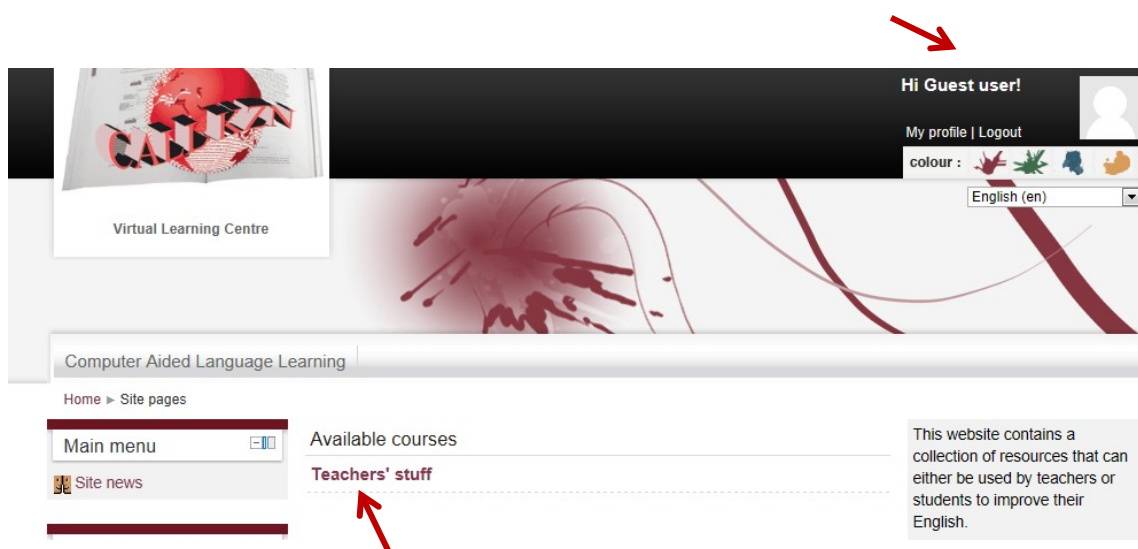 CALLKZN
Virtual Learning Centre
Hi Guest user!
My profile | Logout
colour :
English (en)
Computer Aided Language Learning
Home ► Site pages
Main menu
Site news
Available courses
Teachers' stuff
This website contains a
collection of resources that can
either be used by teachers or
students to improve their
English.